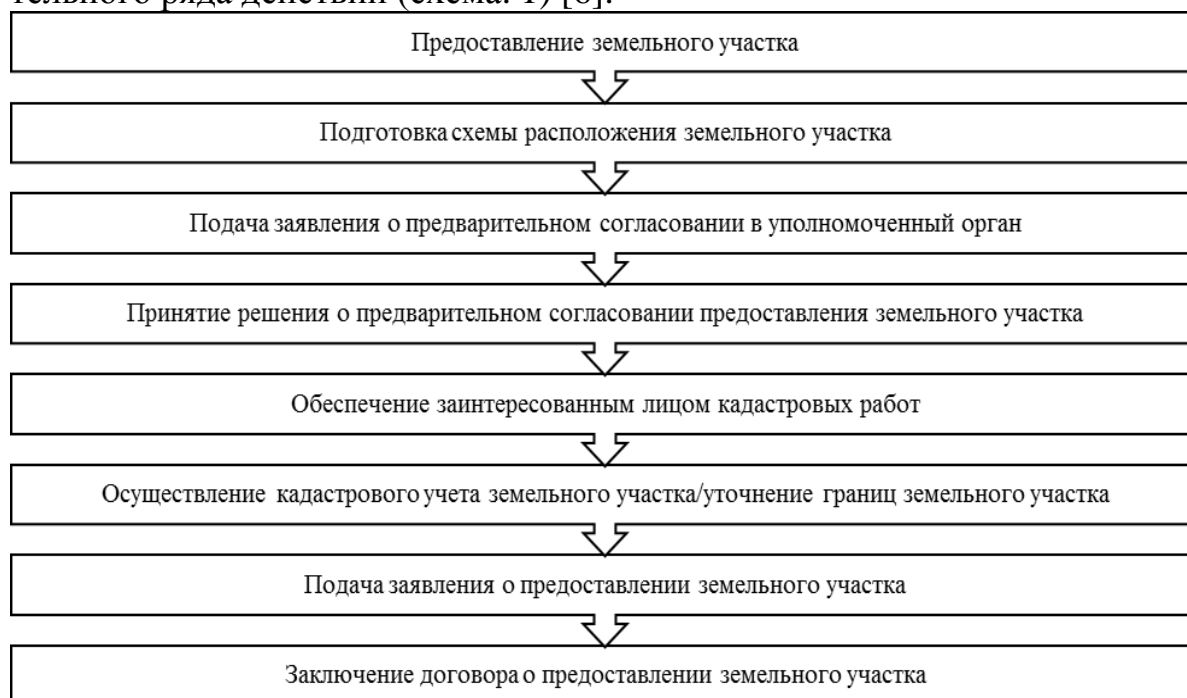 тельного ряда действий (схема. 1) [8].
Предоставление земельного участка
Подготовка схемы расположения земельного участка
Подача заявления о предварительном согласовании в уполномоченный орган
Принятие решения о предварительном согласовании предоставления земельного участка
Обеспечение заинтересованным лицом кадастровых работ
Осуществление кадастрового учета земельного участка/уточнение границ земельного участка
Подача заявления о предоставлении земельного участка
Заключение договора о предоставлении земельного участка